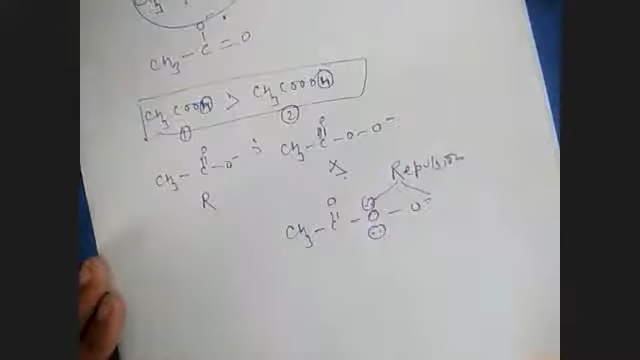 O
CH3 - C = O
CH3COOH > CH3COOOH
1 2
O O
CH3 - C - O⁻ : CH3 - C - O - O⁻
R X
Repulsion
O
CH3 - C - O - O⁻